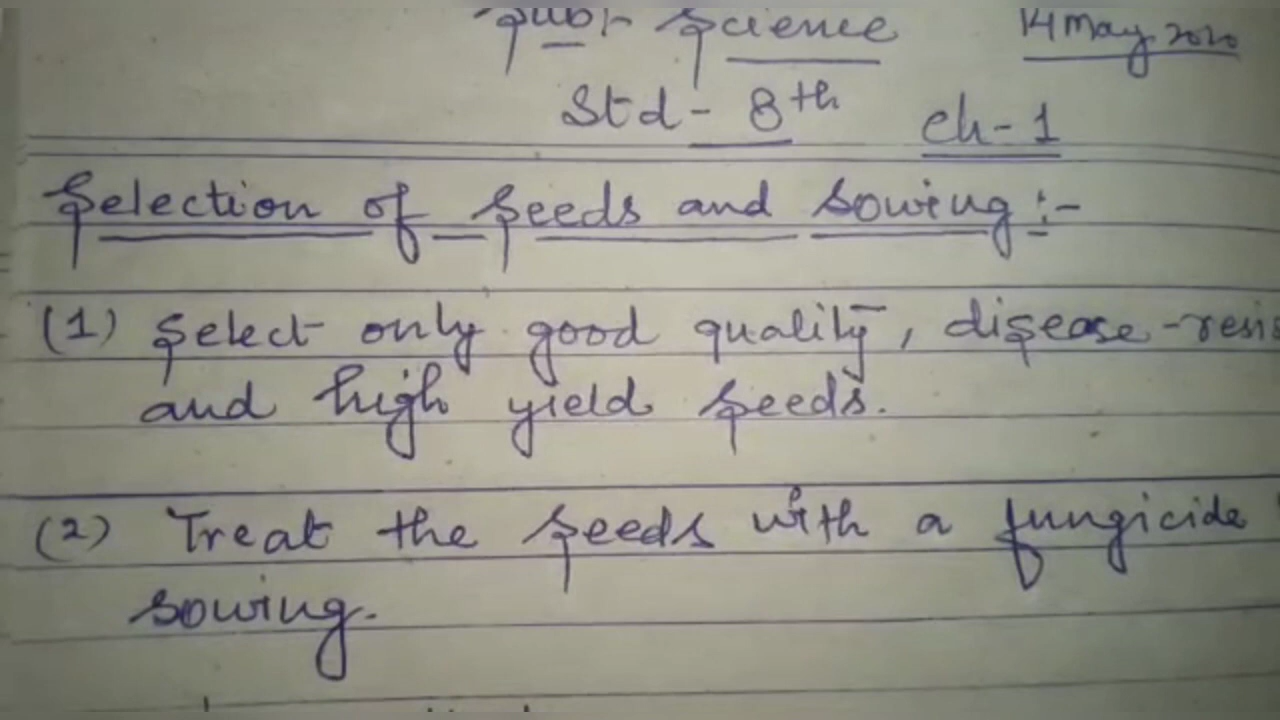 Sub:- Science 14 May 2020
Std- 8th ch-1
Selection of seeds and sowing :-
(1) Select only good quality, disease-resis
and high yield seeds.
(2) Treat the seeds with a fungicide
sowing.